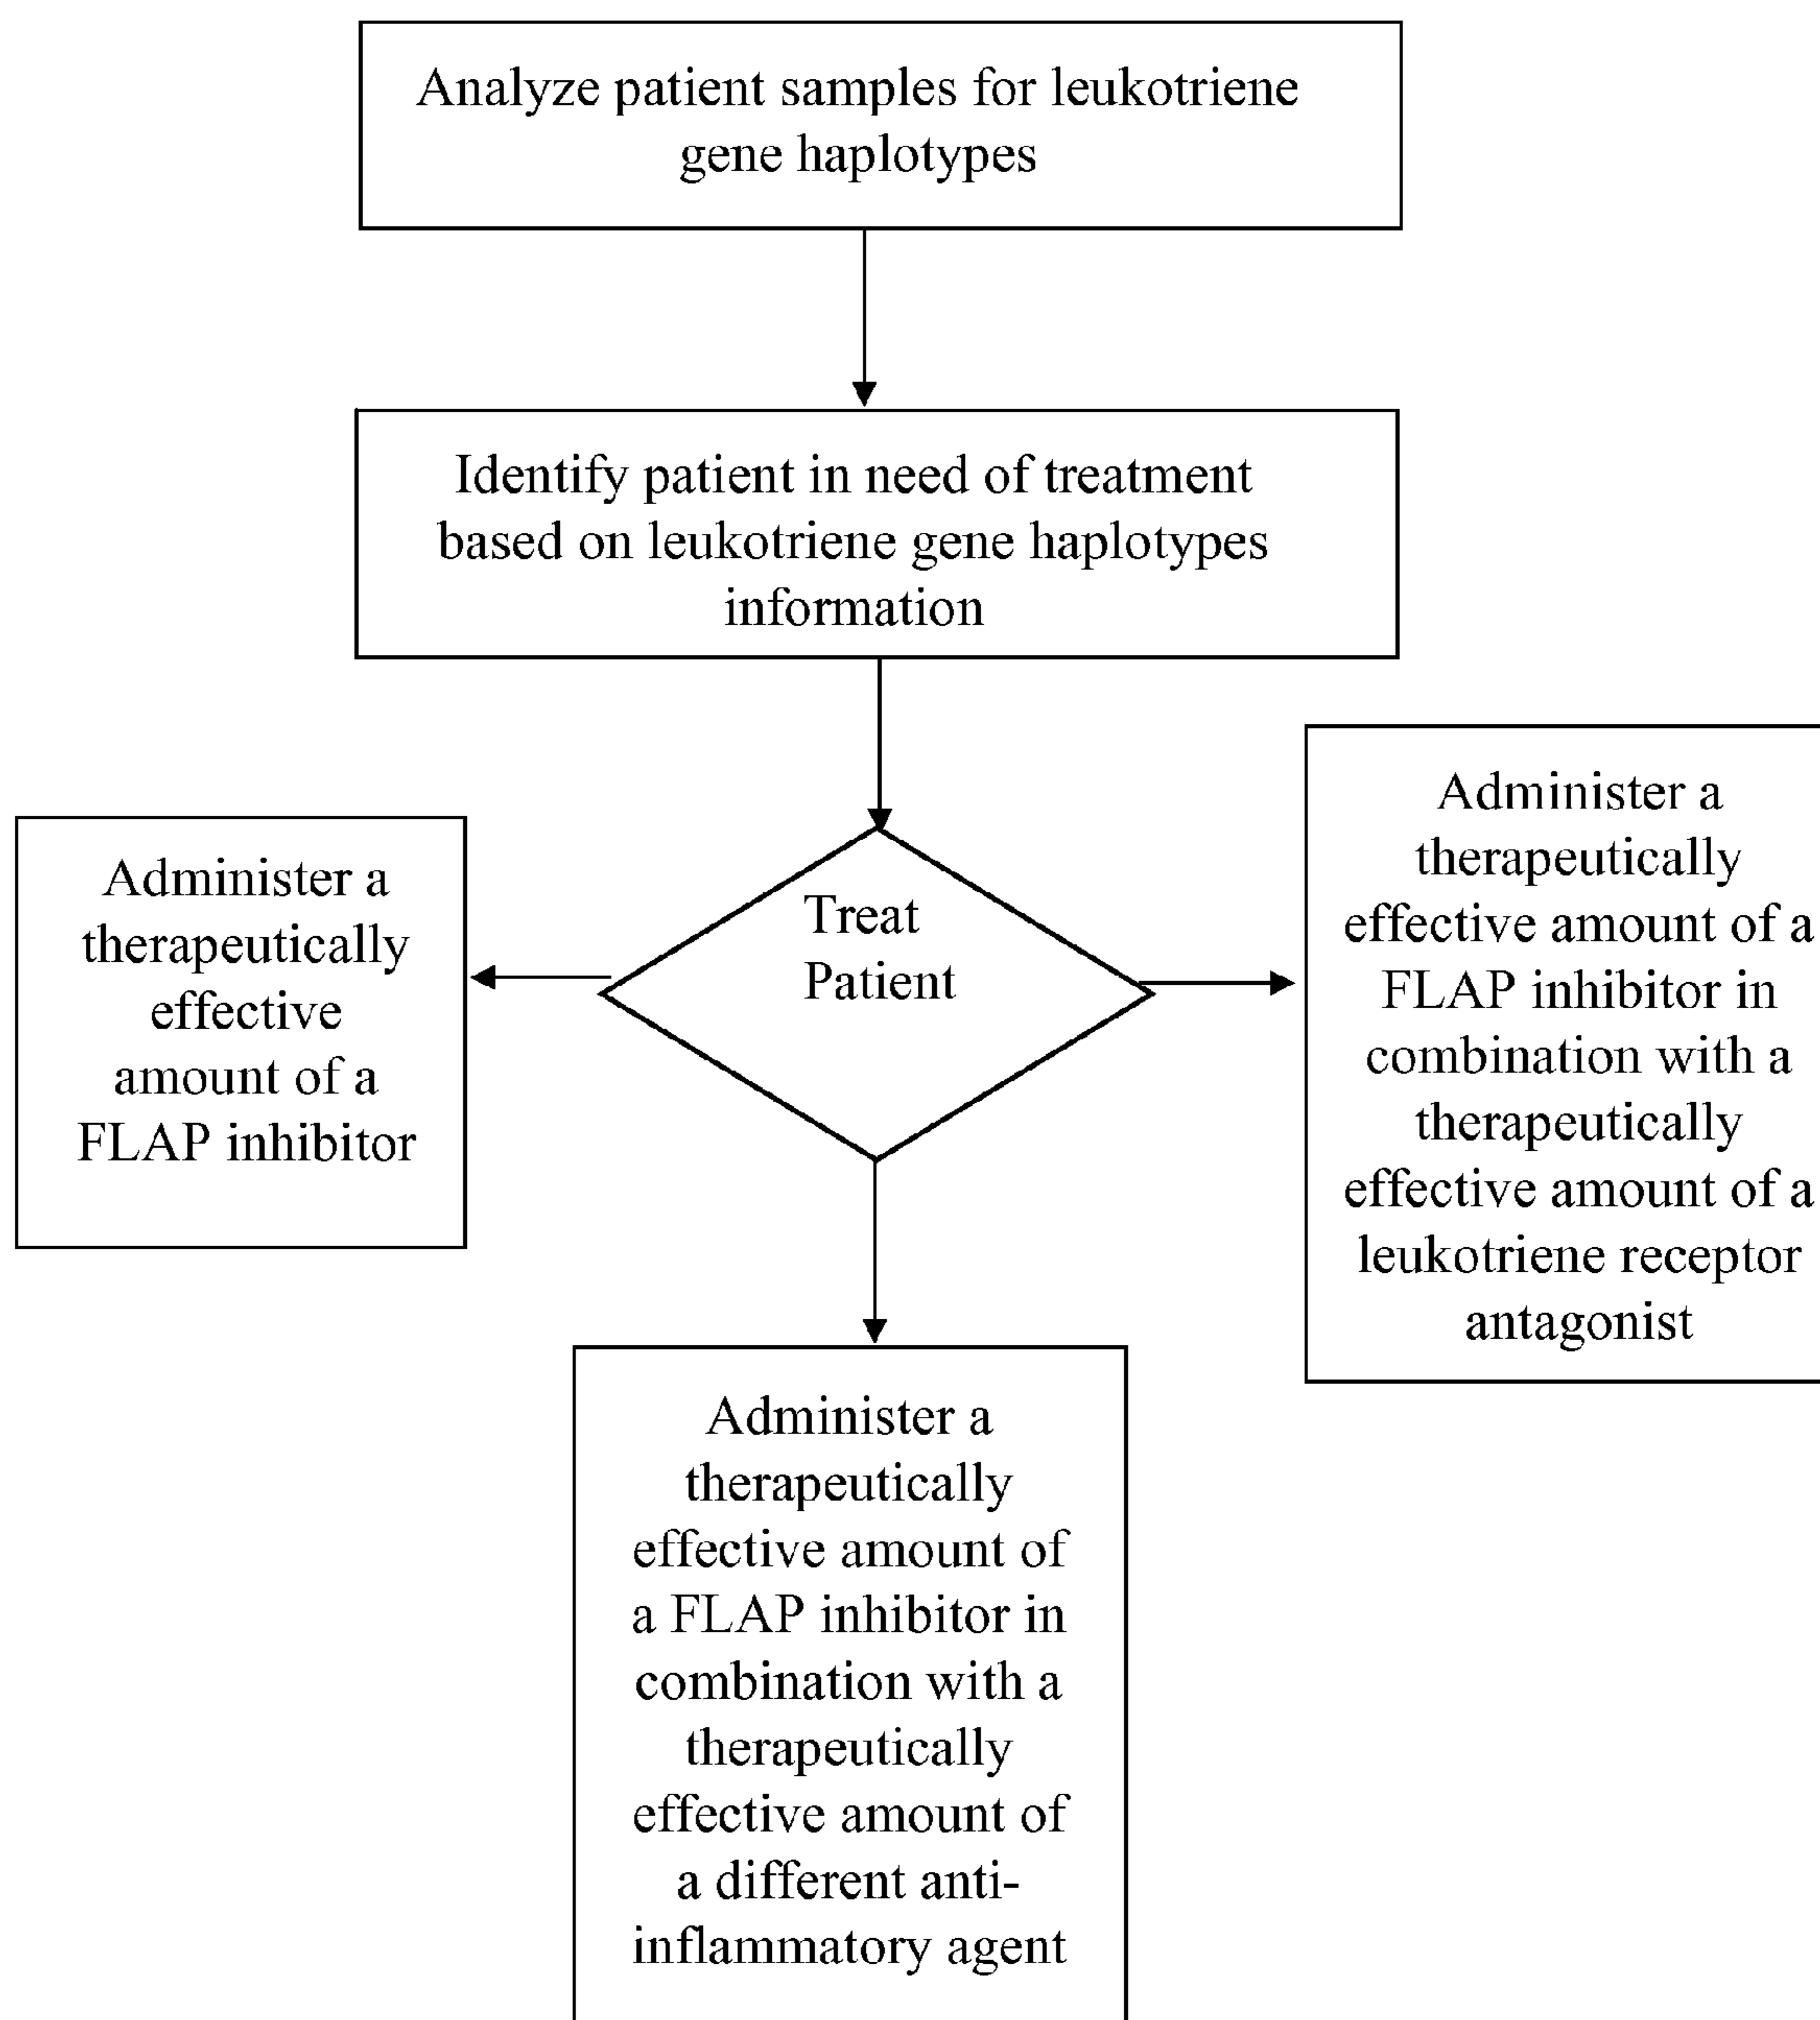 Analyze patient samples for leukotriene
gene haplotypes
Identify patient in need of treatment
based on leukotriene gene haplotypes
information
Treat
Patient
Administer a
therapeutically
effective
amount of a
FLAP inhibitor
Administer a
therapeutically
effective amount of a
FLAP inhibitor in
combination with a
therapeutically
effective amount of a
leukotriene receptor
antagonist
Administer a
therapeutically
effective amount of
a FLAP inhibitor in
combination with a
therapeutically
effective amount of
a different anti-
inflammatory agent